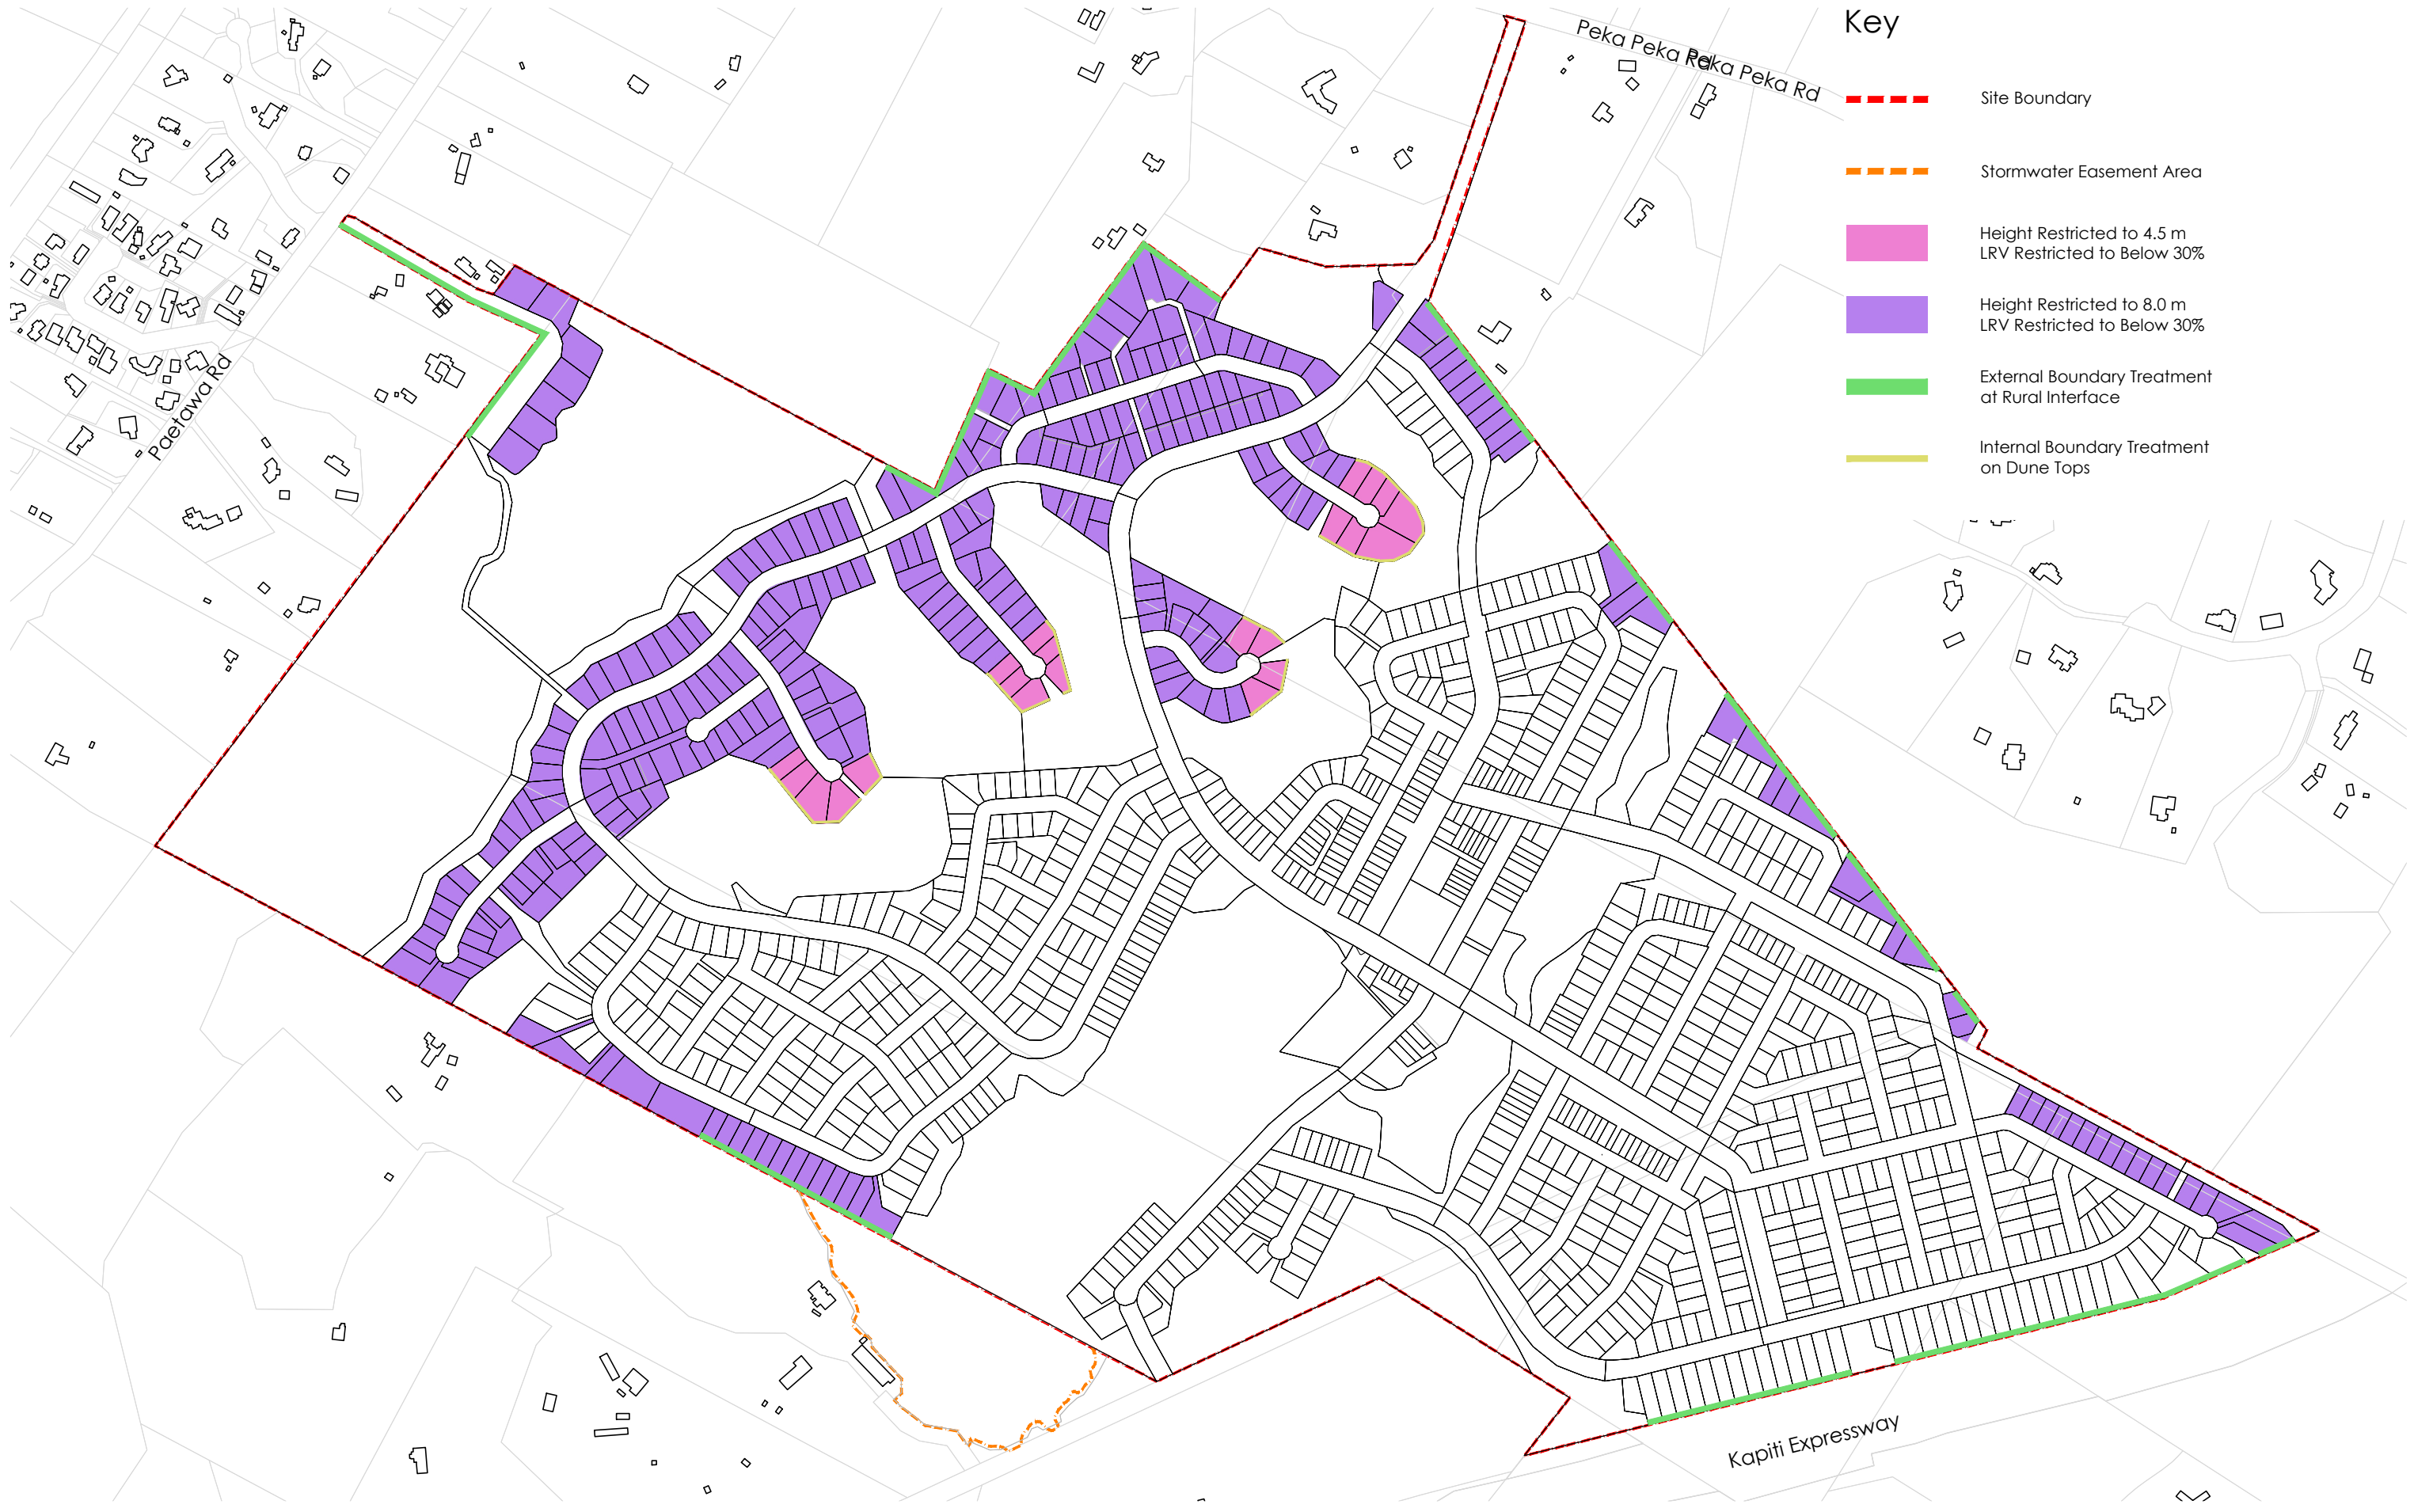 Key
Peka Peka Rd
Peka Peka Rd
Site Boundary
Stormwater Easement Area
Height Restricted to 4.5 m
LRV Restricted to Below 30%
Height Restricted to 8.0 m
LRV Restricted to Below 30%
External Boundary Treatment
at Rural Interface
Internal Boundary Treatment
on Dune Tops
Paetawa Rd
Kapiti Expressway